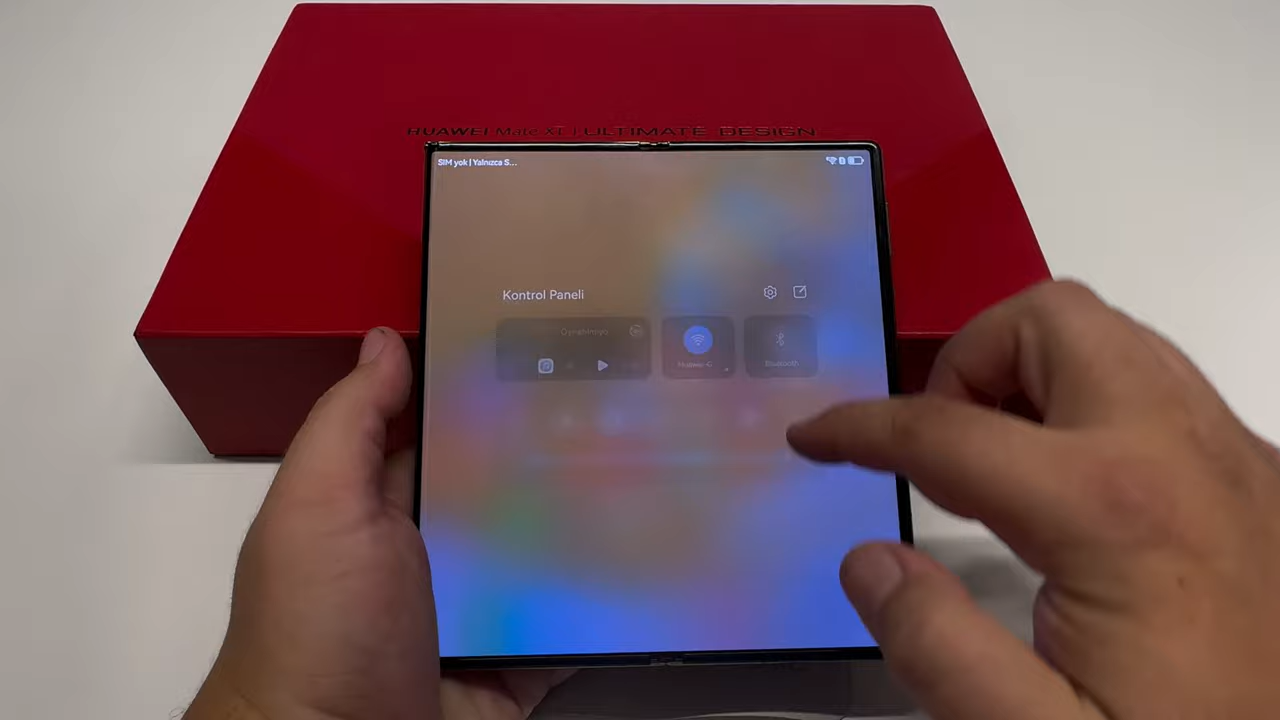 HUAWEI Mate XT | ULTIMATE DESIGN
SIM yok | Yalnızca S...
Kontrol Paneli
Bluetooth